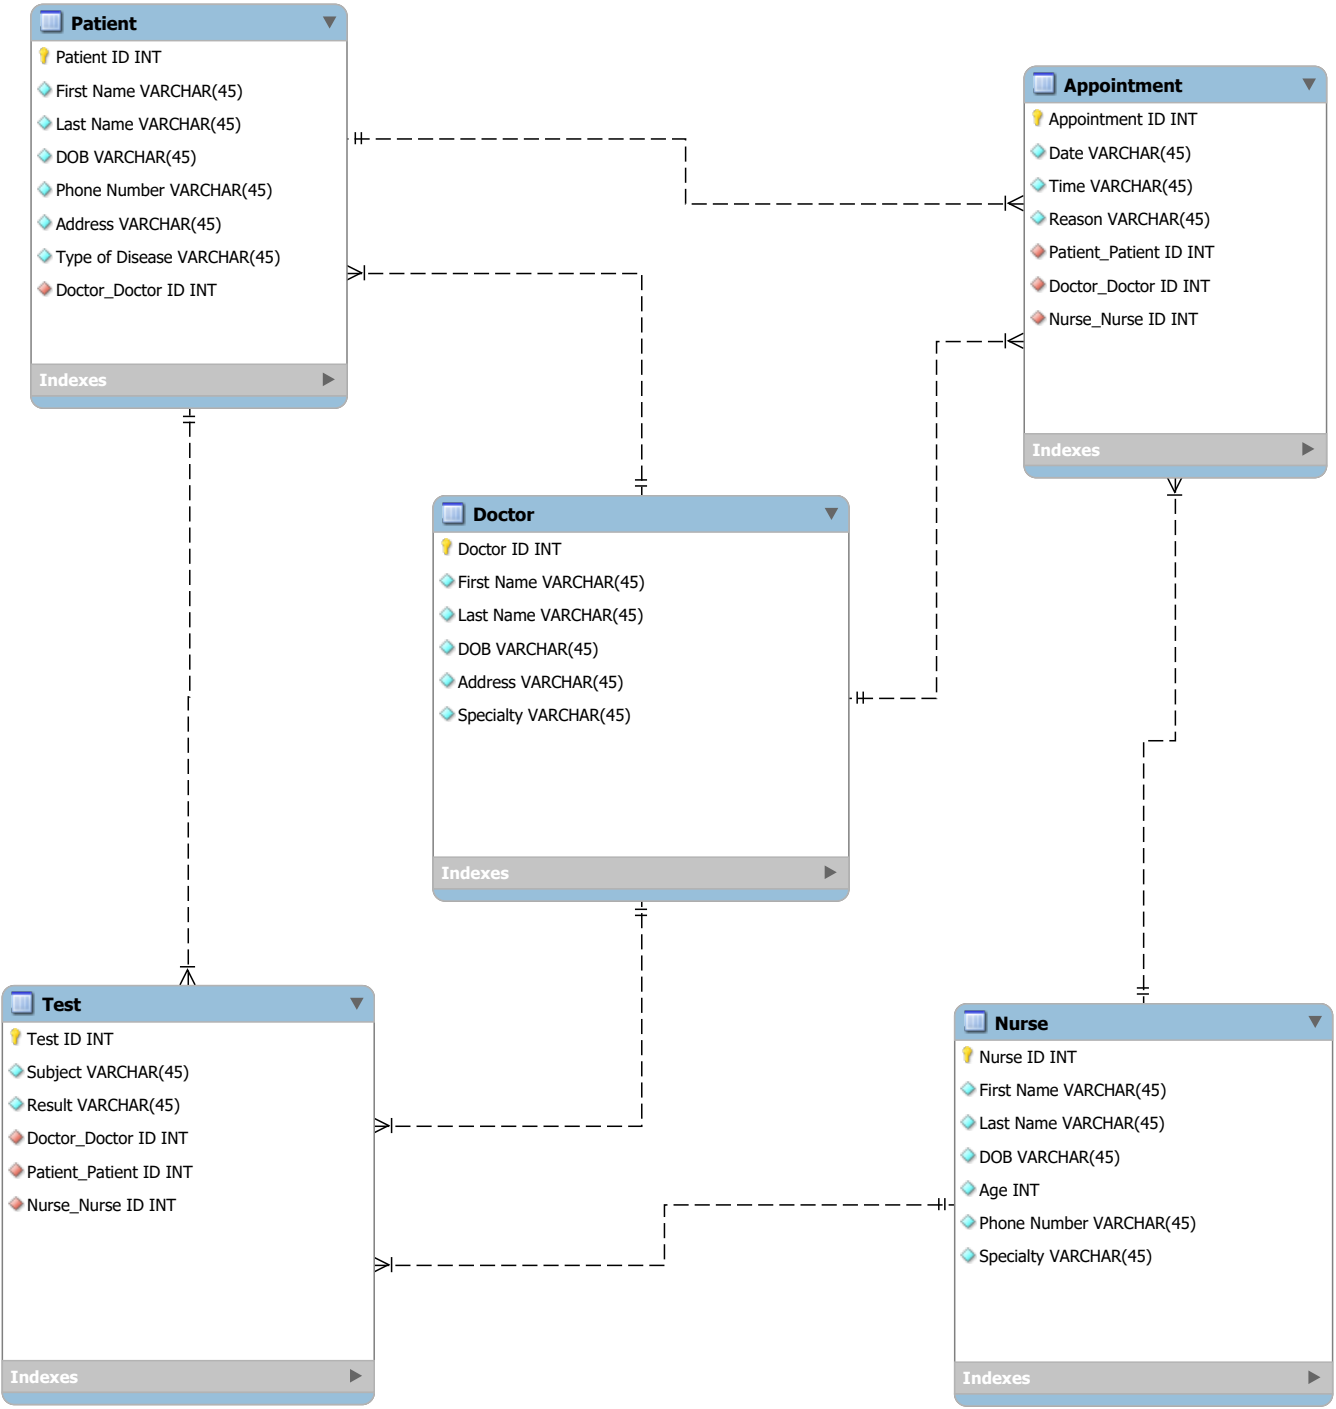 Patient
Patient ID INT
First Name VARCHAR(45)
Last Name VARCHAR(45)
DOB VARCHAR(45)
Phone Number VARCHAR(45)
Address VARCHAR(45)
Type of Disease VARCHAR(45)
Doctor_Doctor ID INT
Indexes
Appointment
Appointment ID INT
Date VARCHAR(45)
Time VARCHAR(45)
Reason VARCHAR(45)
Patient_Patient ID INT
Doctor_Doctor ID INT
Nurse_Nurse ID INT
Indexes
Doctor
Doctor ID INT
First Name VARCHAR(45)
Last Name VARCHAR(45)
DOB VARCHAR(45)
Address VARCHAR(45)
Specialty VARCHAR(45)
Indexes
Test
Test ID INT
Subject VARCHAR(45)
Result VARCHAR(45)
Doctor_Doctor ID INT
Patient_Patient ID INT
Nurse_Nurse ID INT
Indexes
Nurse
Nurse ID INT
First Name VARCHAR(45)
Last Name VARCHAR(45)
DOB VARCHAR(45)
Age INT
Phone Number VARCHAR(45)
Specialty VARCHAR(45)
Indexes